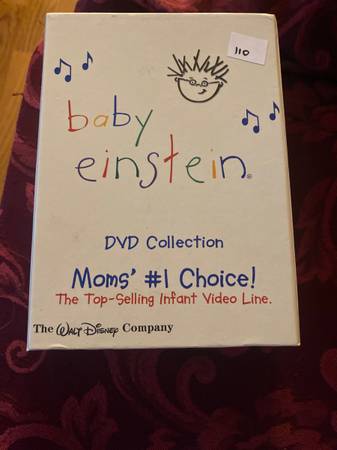 110
baby
einstein®
DVD Collection
Moms' #1 Choice!
The Top-Selling Infant Video Line.
The Walt Disney Company